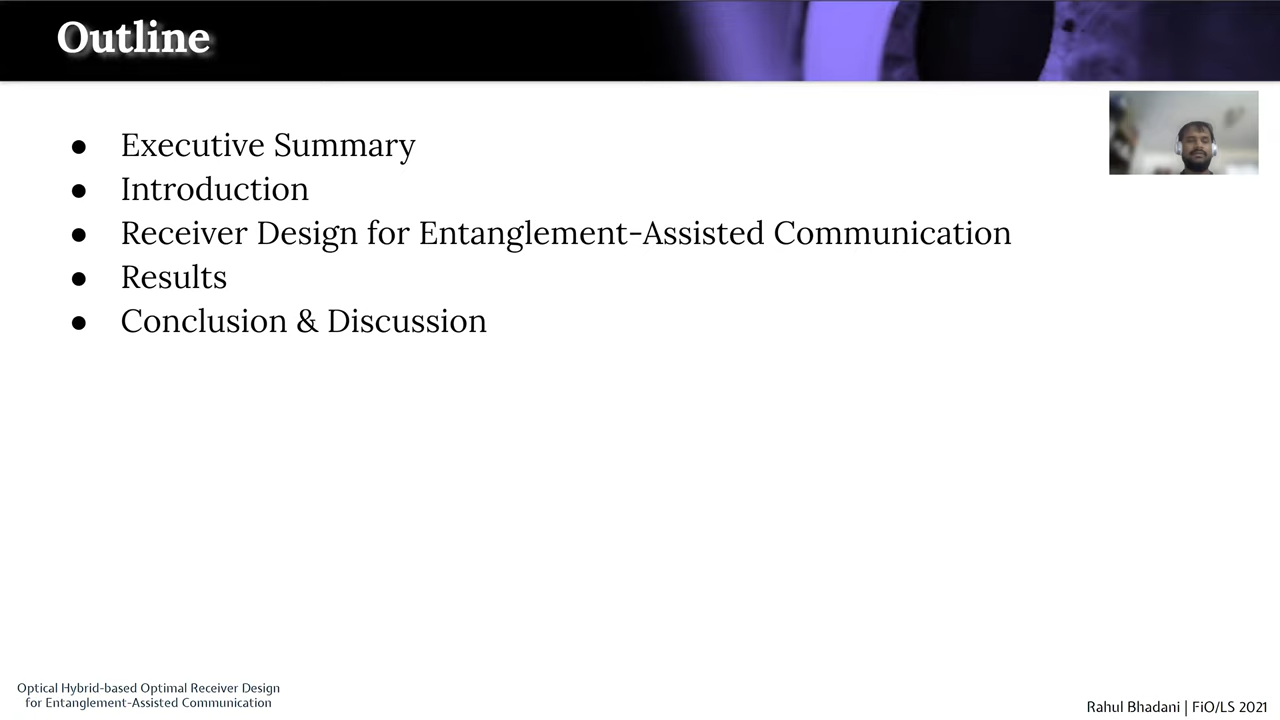 Outline
● Executive Summary
● Introduction
● Receiver Design for Entanglement-Assisted Communication
● Results
● Conclusion & Discussion
Optical Hybrid-based Optimal Receiver Design
for Entanglement-Assisted Communication
Rahul Bhadani | FiO/LS 2021